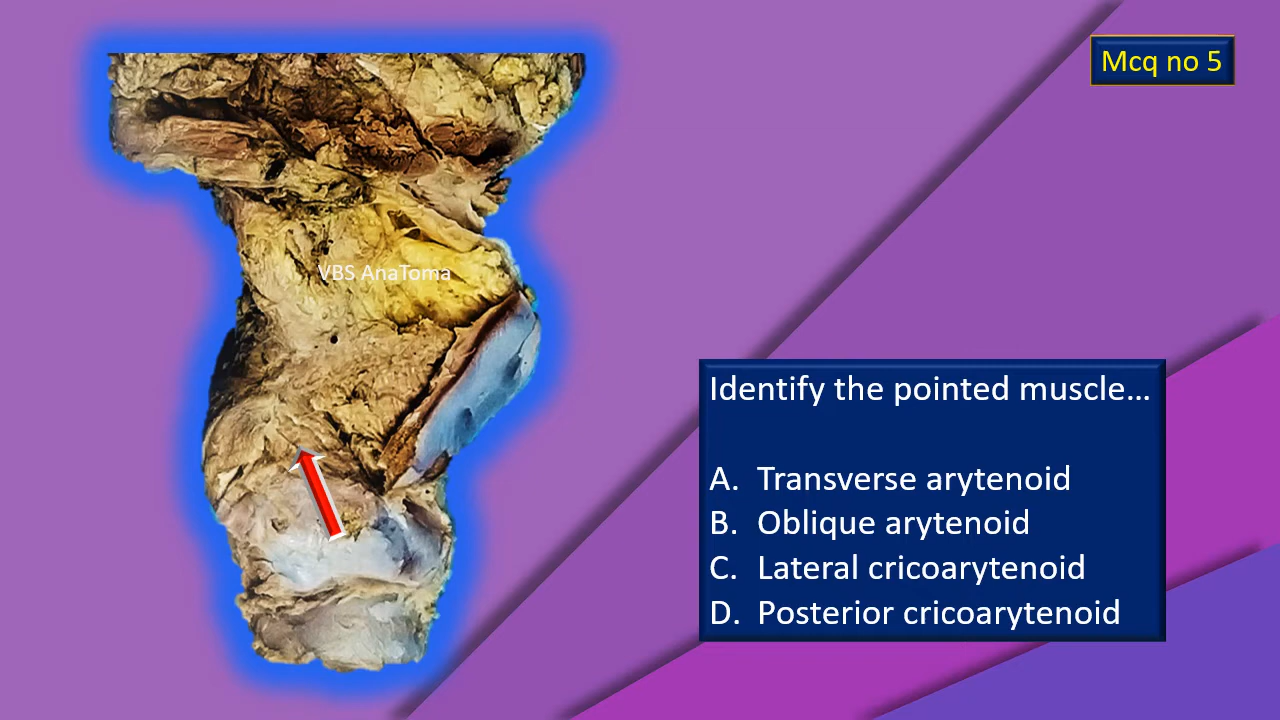 Mcq no 5
VBS AnaToma
Identify the pointed muscle...
A. Transverse arytenoid
B. Oblique arytenoid
C. Lateral cricoarytenoid
D. Posterior cricoarytenoid